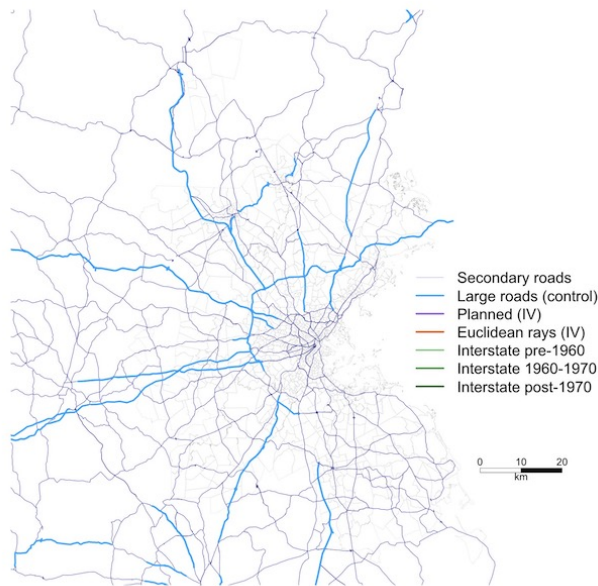 Secondary roads
Large roads (control)
Planned (IV)
Euclidean rays (IV)
Interstate pre-1960
Interstate 1960-1970
Interstate post-1970
0 10 20
km